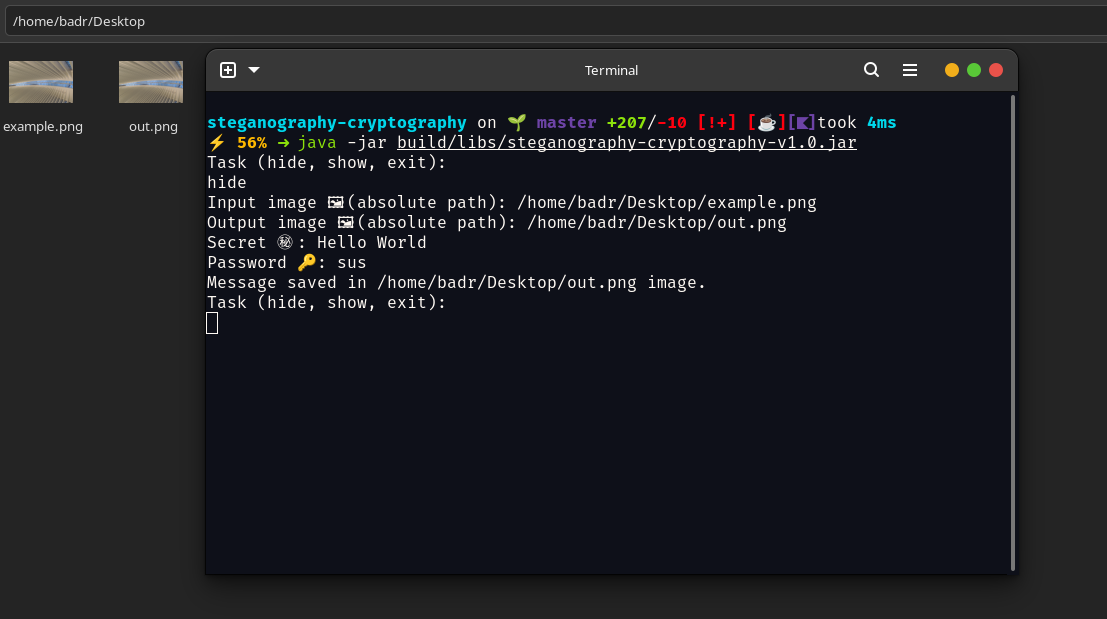 /home/badr/Desktop
example.png
out.png
Terminal
steganography-cryptography on 🌱 master +207/-10 [!+] [☕][]took 4ms
⚡ 56% ➜ java -jar build/libs/steganography-cryptography-v1.0.jar
Task (hide, show, exit):
hide
Input image 🖼(absolute path): /home/badr/Desktop/example.png
Output image 🖼(absolute path): /home/badr/Desktop/out.png
Secret ㊙: Hello World
Password 🔑: sus
Message saved in /home/badr/Desktop/out.png image.
Task (hide, show, exit):